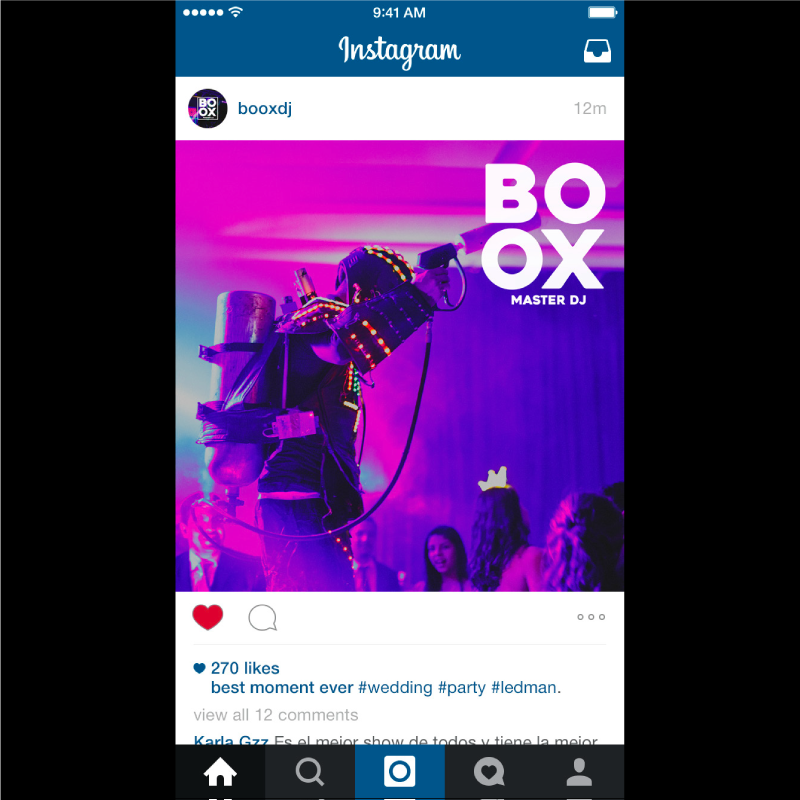 9:41 AM
Instagram
BO
OX
booxdj
12m
BO
OX
MASTER DJ
270 likes
best moment ever #wedding #party #ledman.
view all 12 comments
Karla Gzz Es el mejor show de todos y tiene la mejor